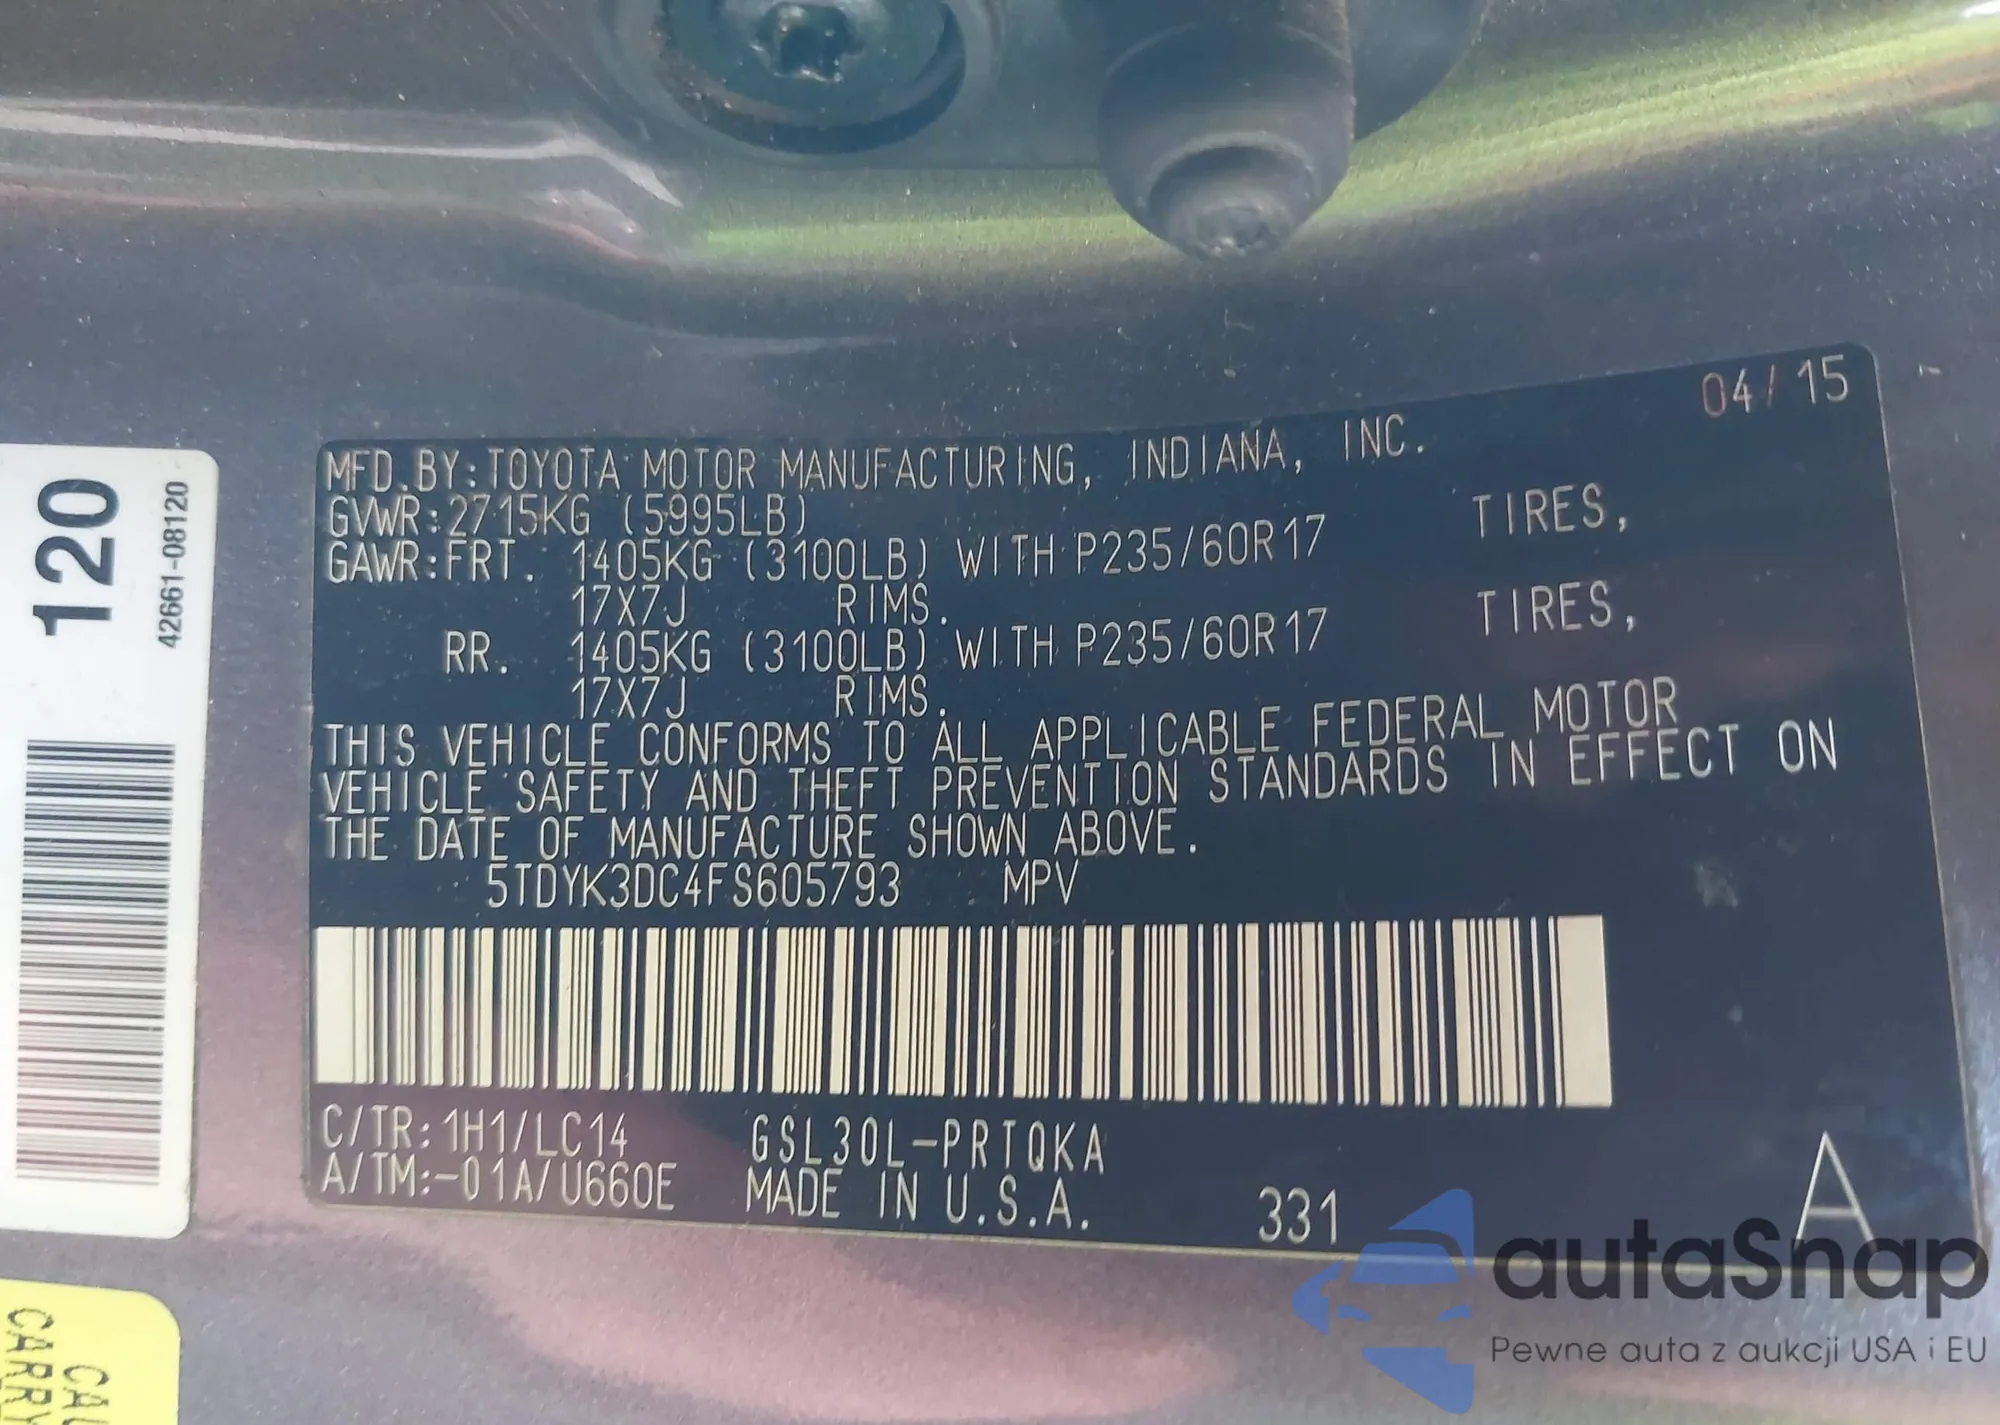 04/15
MFD.BY:TOYOTA MOTOR MANUFACTURING, INDIANA, INC.
GVWR:2715KG (5995LB)
GAWR:FRT. 1405KG (3100LB) WITH P235/60R17 TIRES,
17X7J RIMS.
RR. 1405KG (3100LB) WITH P235/60R17 TIRES,
17X7J RIMS.
THIS VEHICLE CONFORMS TO ALL APPLICABLE FEDERAL MOTOR
VEHICLE SAFETY AND THEFT PREVENTION STANDARDS IN EFFECT ON
THE DATE OF MANUFACTURE SHOWN ABOVE.
5TDYK3DC4FS605793 MPV
C/TR:1H1/LC14 GSL30L-PRTQKA
A/TM:-01A/U660E MADE IN U.S.A. 331 A
120
42661-08120
autaSnap
Pewne auta z aukcji USA i EU